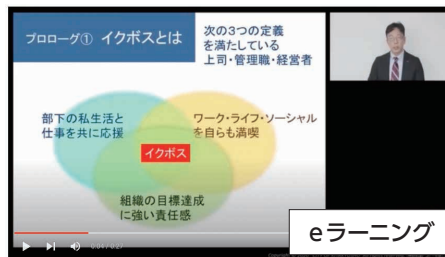 プロローグ① イクボスとは
次の3つの定義
を満たしている
上司・管理職・経営者
部下の私生活と
仕事を共に応援
ワーク・ライフ・ソーシャル
を自らも満喫
イクボス
組織の目標達成
に強い責任感
eラーニング
0:04 / 0:27